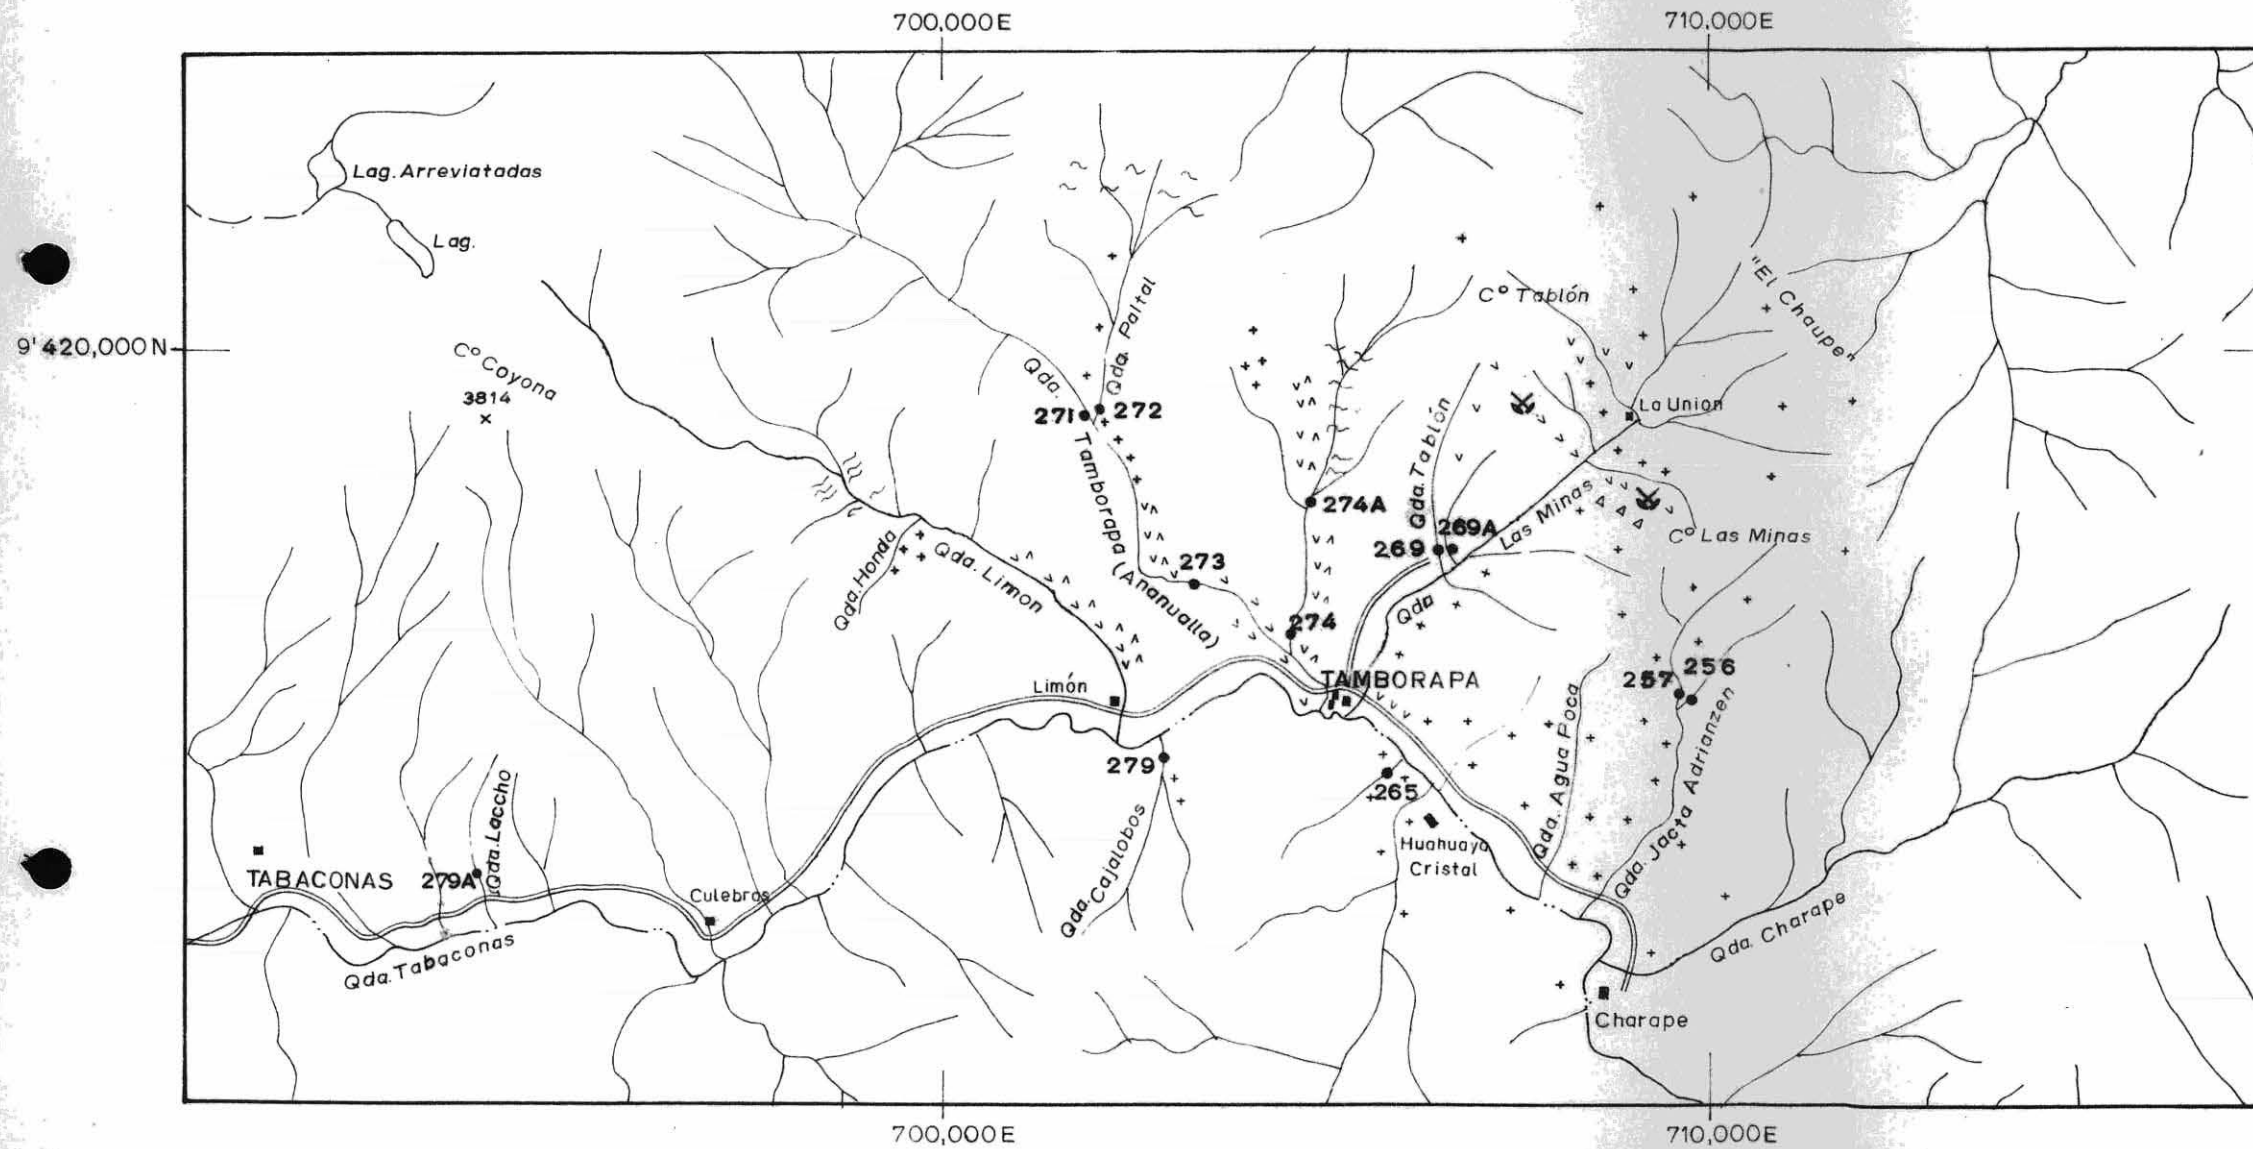 700,000E
710,000E
Lag. Arreviatadas
Lag.
9'420,000N
C° Coyona
3814
Qda. Tamborapa (Ananualla)
Qda. Paltal
271
272
C° Tablón
"El Chaupe"
La Union
Qda. Tablón
274A
269
269A
Qda Las Minas
C° Las Minas
Qda. Honda
Qda. Limon
273
274
TAMBORAPA
Limón
257
256
279
265
Qda. Cajalobos
Huahuaya
Cristal
Qda. Agua Poca
Qda. Jacta Adrianzen
TABACONAS
279A
Qda. Laccho
Culebras
Qda. Tabaconas
Qda. Charape
Charape
700,000E
710,000E